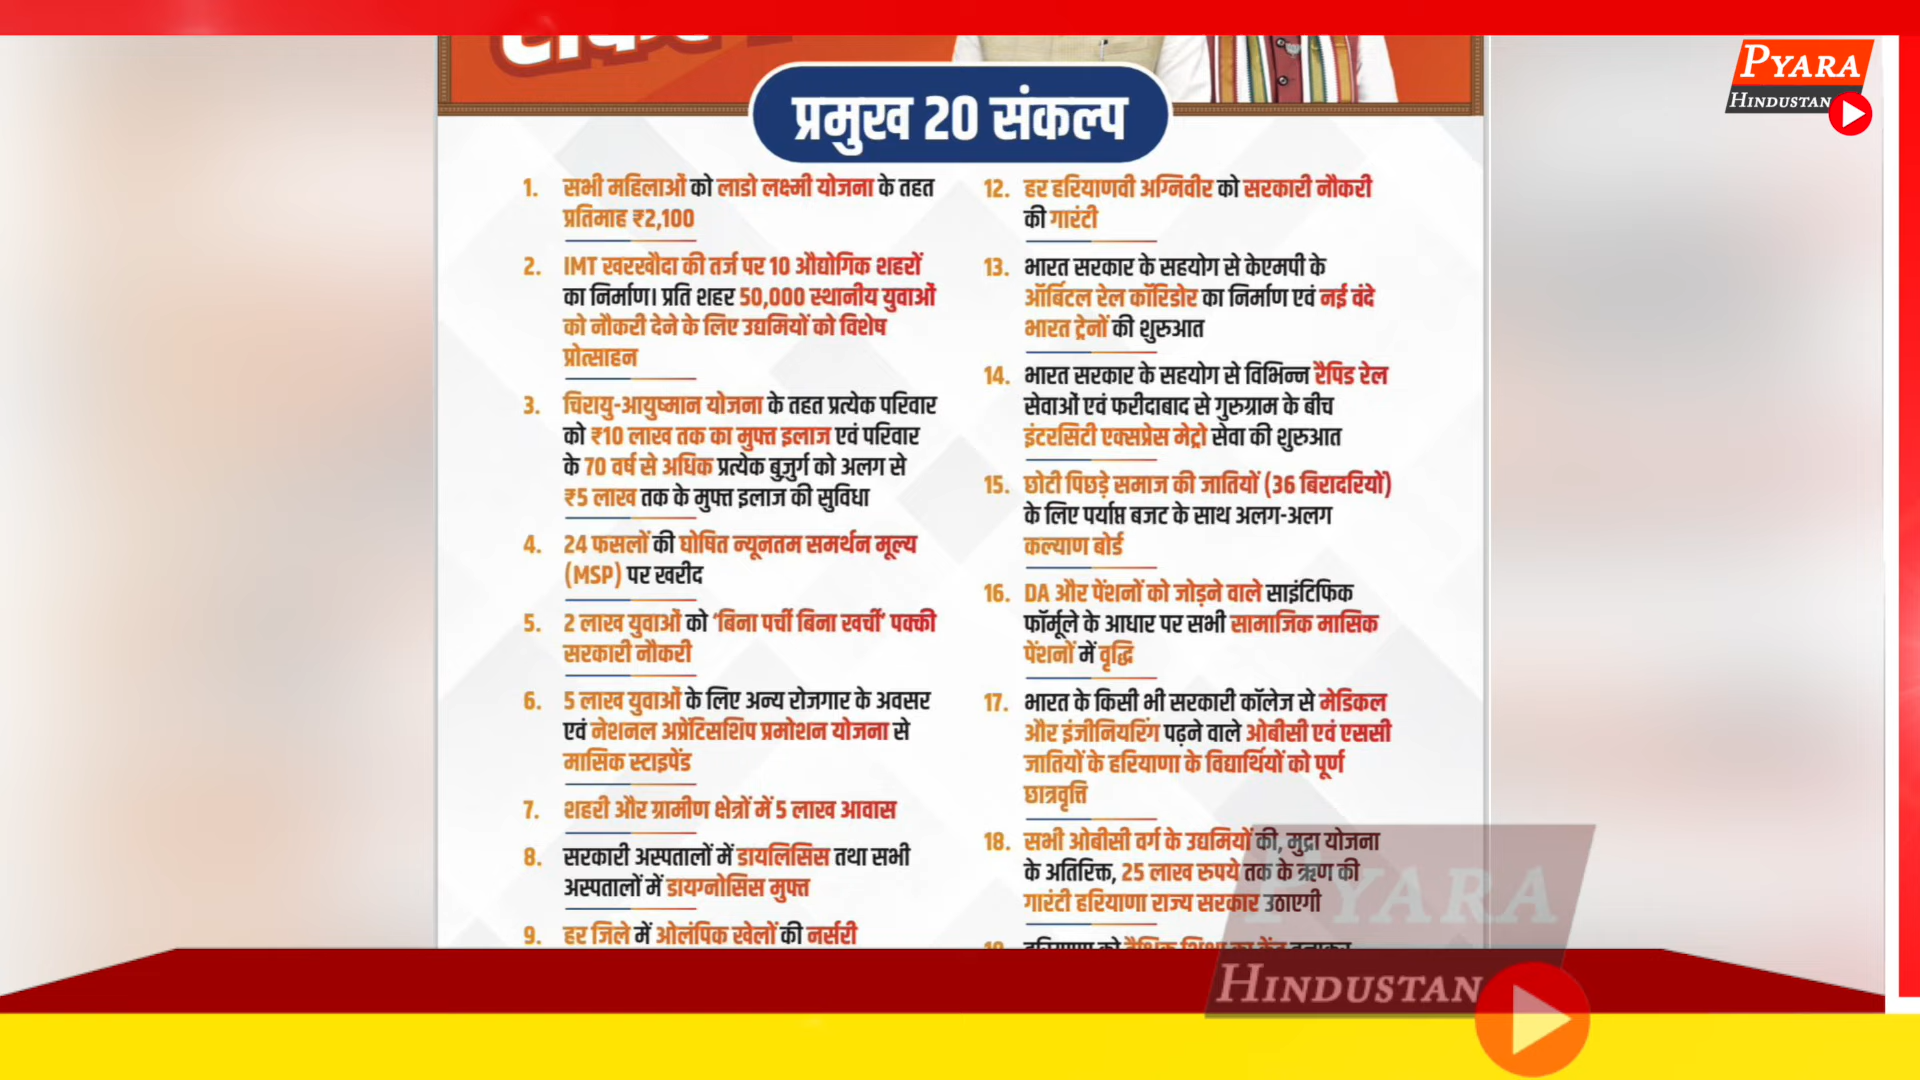 PYARA
HINDUSTAN
प्रमुख 20 संकल्प
1. सभी महिलाओं को लाडो लक्ष्मी योजना के तहत
प्रतिमाह ₹2,100
2. IMT खरखौदा की तर्ज पर 10 औद्योगिक शहरों
का निर्माण। प्रति शहर 50,000 स्थानीय युवाओं
को नौकरी देने के लिए उद्यमियों को विशेष
प्रोत्साहन
3. चिरायु-आयुष्मान योजना के तहत प्रत्येक परिवार
को ₹10 लाख तक का मुफ्त इलाज एवं परिवार
के 70 वर्ष से अधिक प्रत्येक बुजुर्ग को अलग से
₹5 लाख तक के मुफ्त इलाज की सुविधा
4. 24 फसलों की घोषित न्यूनतम समर्थन मूल्य
(MSP) पर खरीद
5. 2 लाख युवाओं को 'बिना पर्ची बिना खर्ची' पक्की
सरकारी नौकरी
6. 5 लाख युवाओं के लिए अन्य रोजगार के अवसर
एवं नेशनल अप्रेंटिसशिप प्रमोशन योजना से
मासिक स्टाइपेंड
7. शहरी और ग्रामीण क्षेत्रों में 5 लाख आवास
8. सरकारी अस्पतालों में डायलिसिस तथा सभी
अस्पतालों में डायग्नोसिस मुफ्त
9. हर जिले में ओलंपिक खेलों की नर्सरी
12. हर हरियाणवी अग्निवीर को सरकारी नौकरी
की गारंटी
13. भारत सरकार के सहयोग से केएमपी के
ऑर्बिटल रेल कॉरिडोर का निर्माण एवं नई वंदे
भारत ट्रेनों की शुरुआत
14. भारत सरकार के सहयोग से विभिन्न रैपिड रेल
सेवाओं एवं फरीदाबाद से गुरुग्राम के बीच
इंटरसिटी एक्सप्रेस मेट्रो सेवा की शुरुआत
15. छोटी पिछड़े समाज की जातियों (36 बिरादरियों)
के लिए पर्याप्त बजट के साथ अलग-अलग
कल्याण बोर्ड
16. DA और पेंशनों को जोड़ने वाले साइंटिफिक
फॉर्मूले के आधार पर सभी सामाजिक मासिक
पेंशनों में वृद्धि
17. भारत के किसी भी सरकारी कॉलेज से मेडिकल
और इंजीनियरिंग पढ़ने वाले ओबीसी एवं एससी
जातियों के हरियाणा के विद्यार्थियों को पूर्ण
छात्रवृत्ति
18. सभी ओबीसी वर्ग के उद्यमियों की, मुद्रा योजना
के अतिरिक्त, 25 लाख रुपये तक के ऋण की
गारंटी हरियाणा राज्य सरकार उठाएगी
PYARA
HINDUSTAN